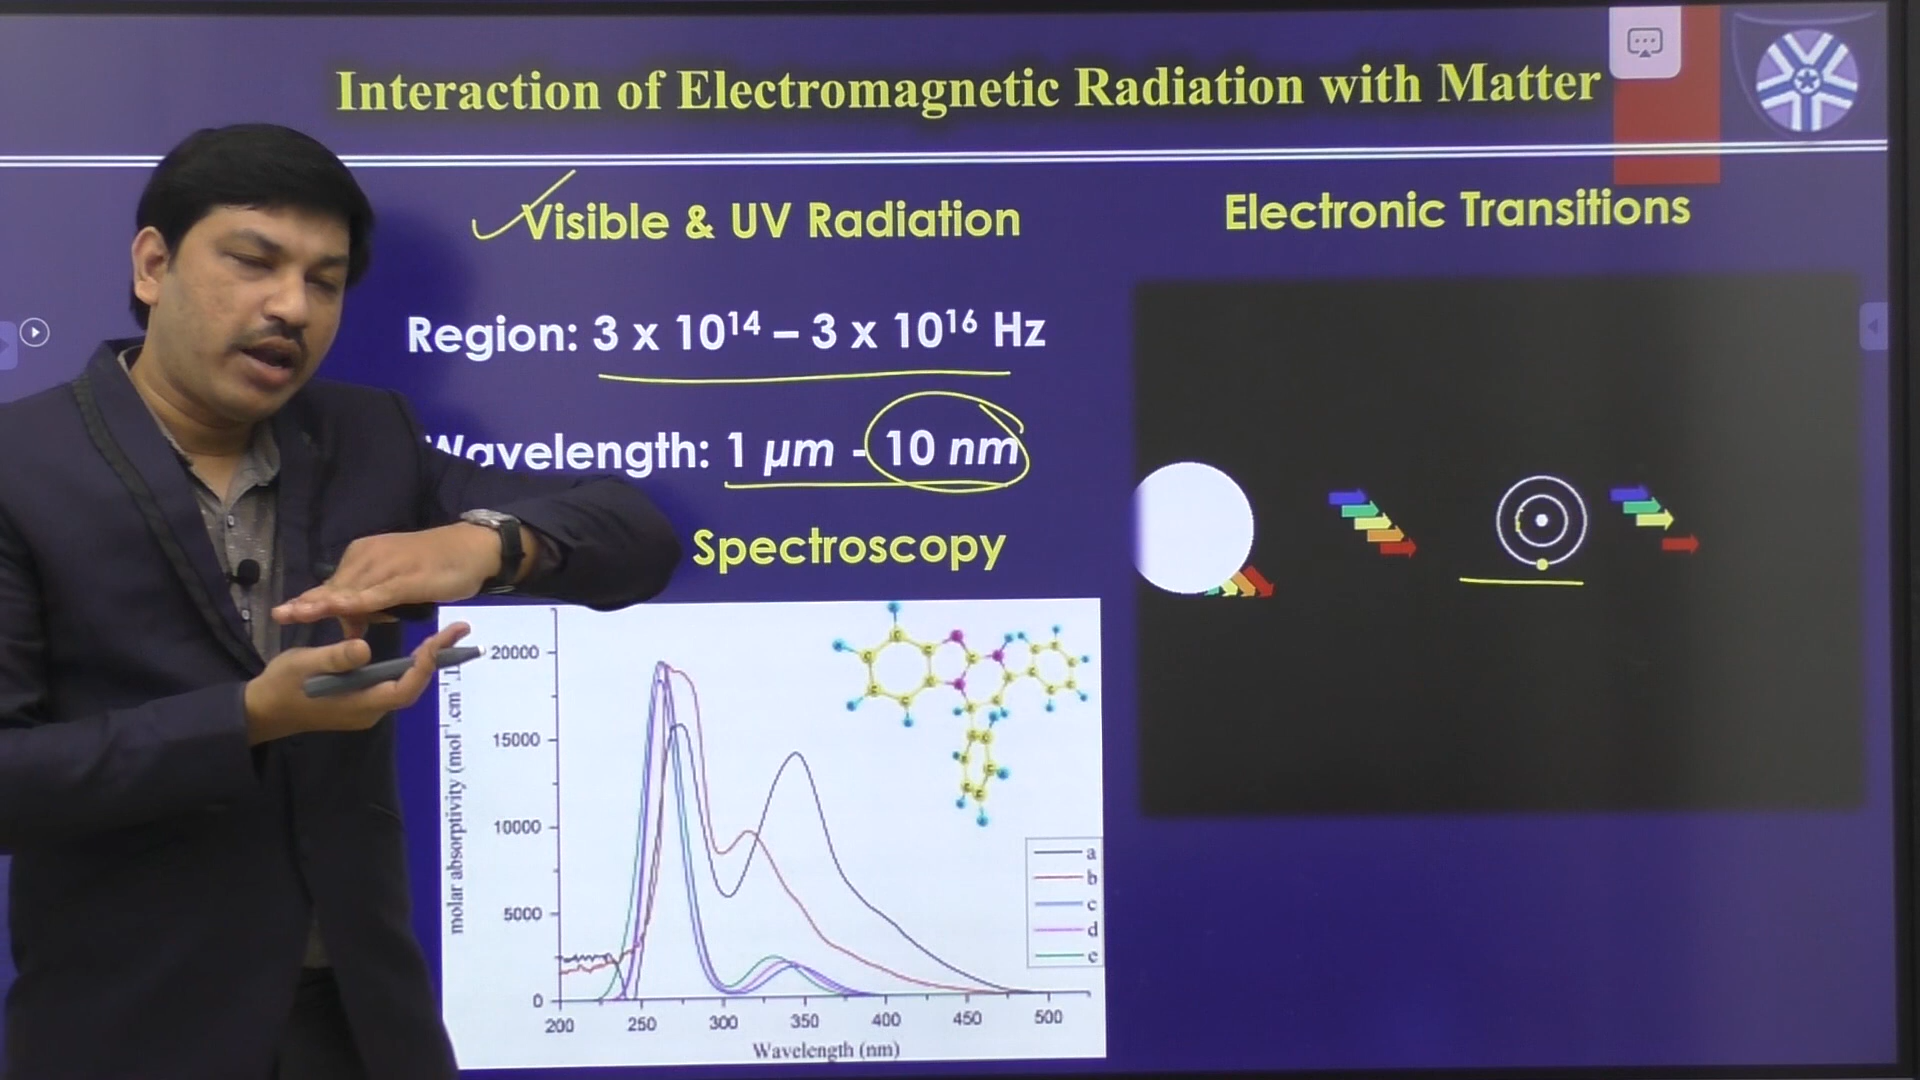 Interaction of Electromagnetic Radiation with Matter
Visible & UV Radiation
Electronic Transitions
Region: 3 x 10¹⁴ – 3 x 10¹⁶ Hz
Wavelength: 1 µm - 10 nm
Spectroscopy
20000
15000
10000
5000
0
200 250 300 350 400 450 500
Wavelength (nm)
molar absorptivity (mol⁻¹.cm⁻¹.
a
b
c
d
e